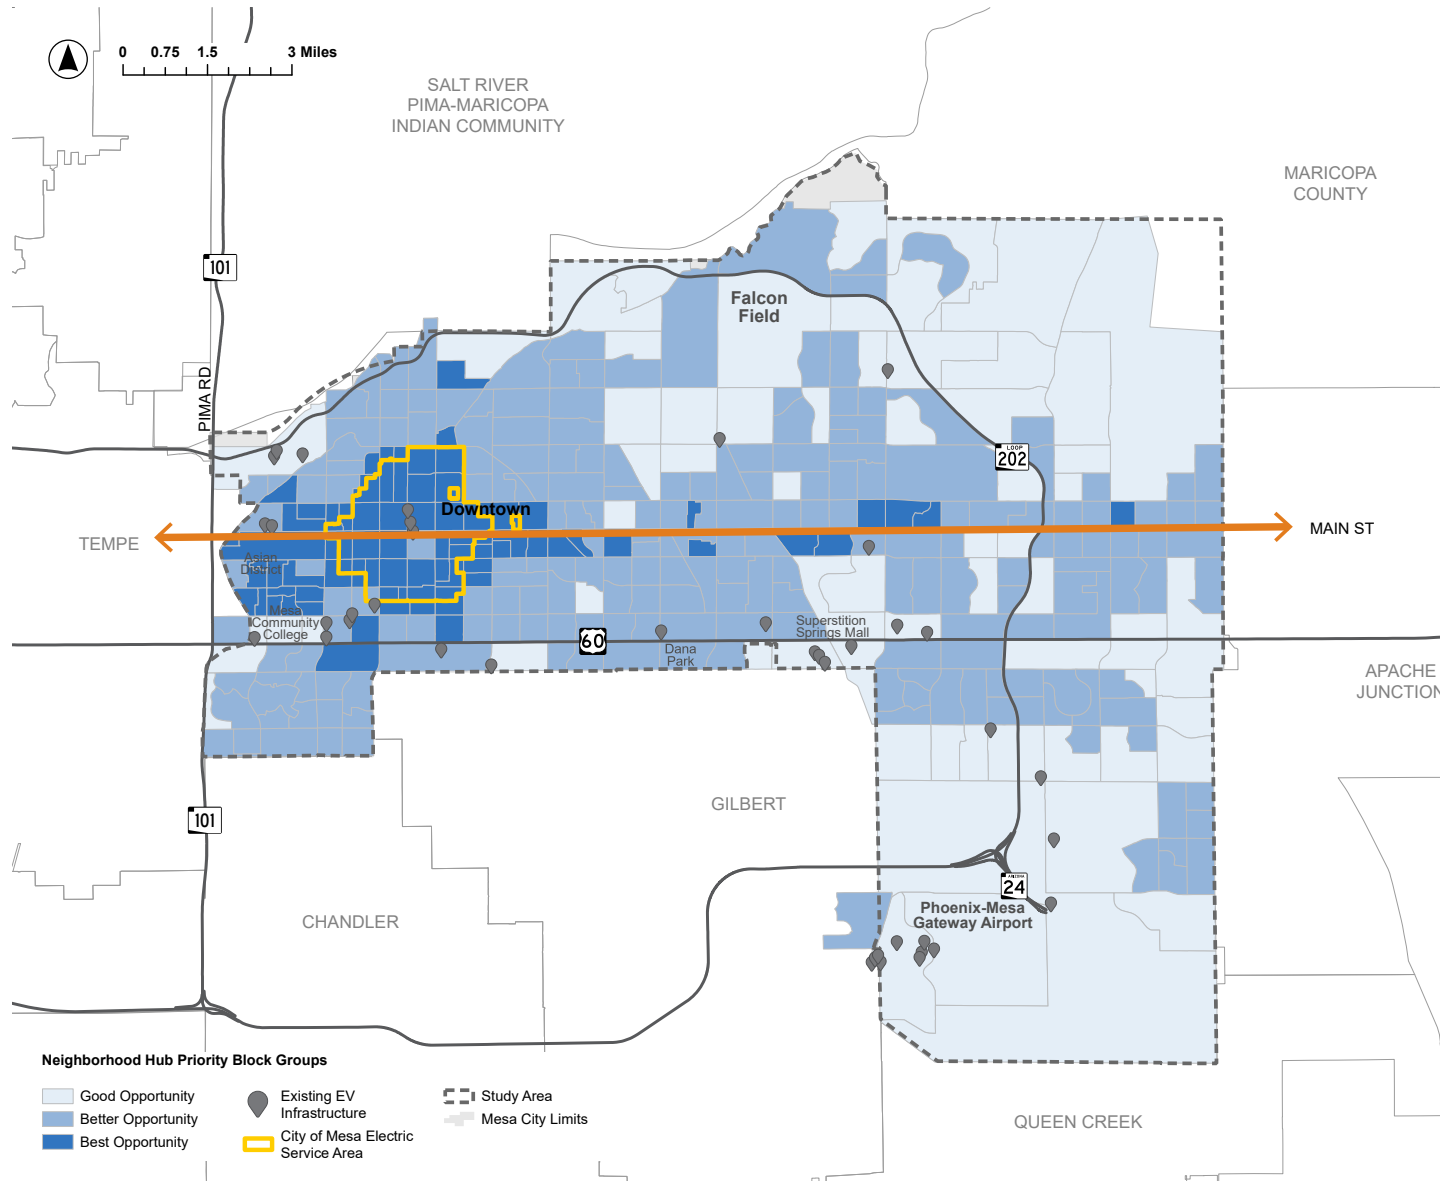 0 0.75 1.5 3 Miles
SALT RIVER
PIMA-MARICOPA
INDIAN COMMUNITY
MARICOPA
COUNTY
101
Falcon
Field
PIMA RD
LOOP
202
Downtown
MAIN ST
TEMPE
Asian
District
Mesa
Community
College
Superstition
Springs Mall
60
Dana
Park
APACHE
JUNCTION
GILBERT
101
ARIZONA
24
Phoenix-Mesa
Gateway Airport
CHANDLER
Neighborhood Hub Priority Block Groups
Good Opportunity
Better Opportunity
Best Opportunity
Existing EV
Infrastructure
City of Mesa Electric
Service Area
Study Area
Mesa City Limits
QUEEN CREEK